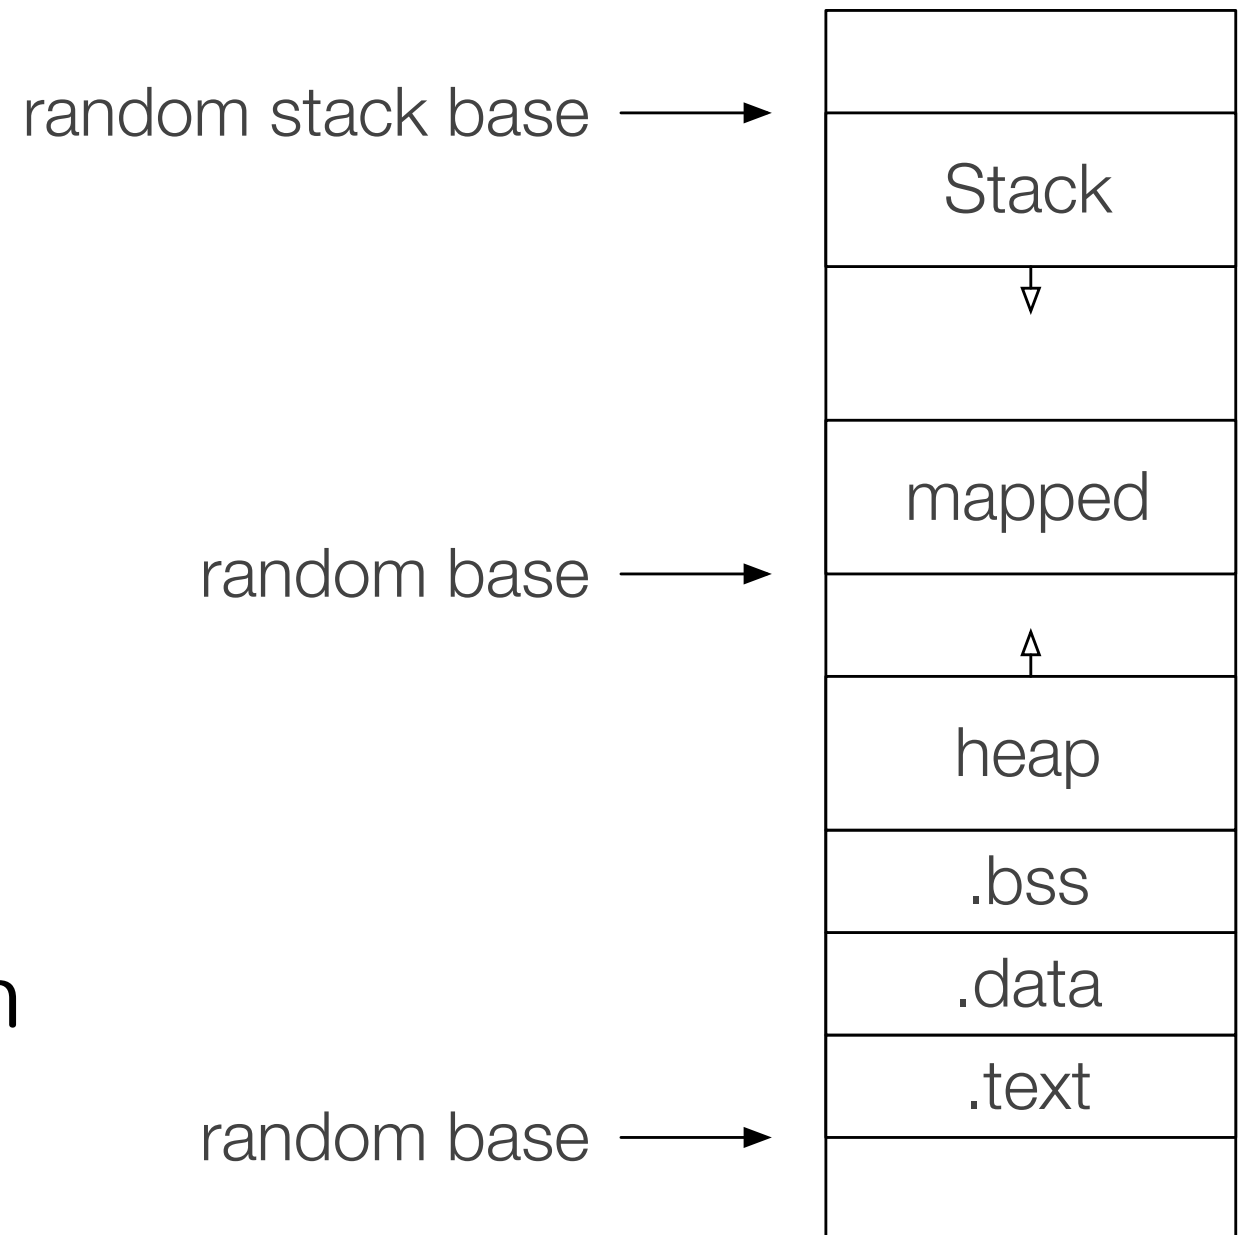 random stack base
Stack
mapped
random base
heap
.bss
.data
.text
random base